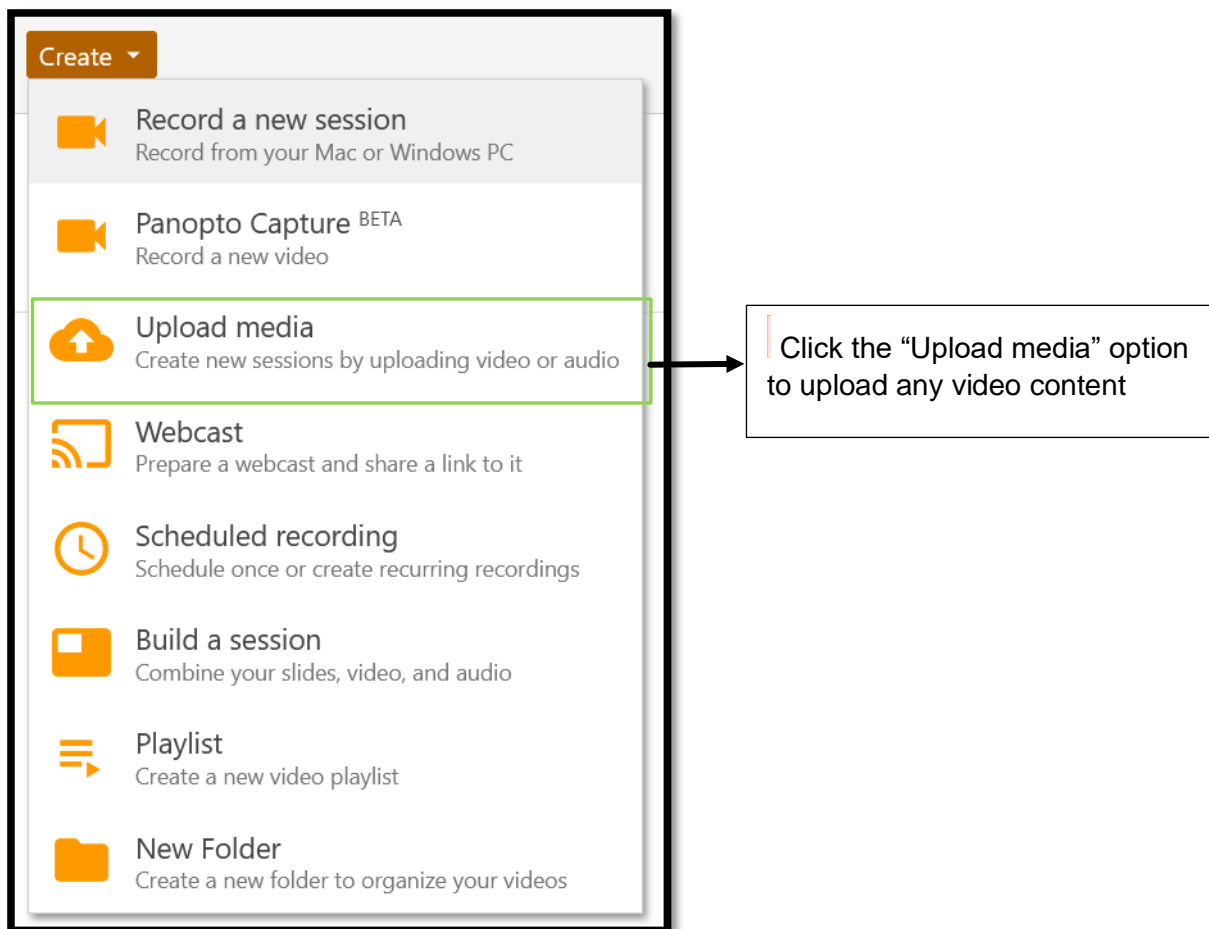 Create
Record a new session
Record from your Mac or Windows PC
Panopto Capture BETA
Record a new video
Upload media
Create new sessions by uploading video or audio
Click the “Upload media” option
to upload any video content
Webcast
Prepare a webcast and share a link to it
Scheduled recording
Schedule once or create recurring recordings
Build a session
Combine your slides, video, and audio
Playlist
Create a new video playlist
New Folder
Create a new folder to organize your videos